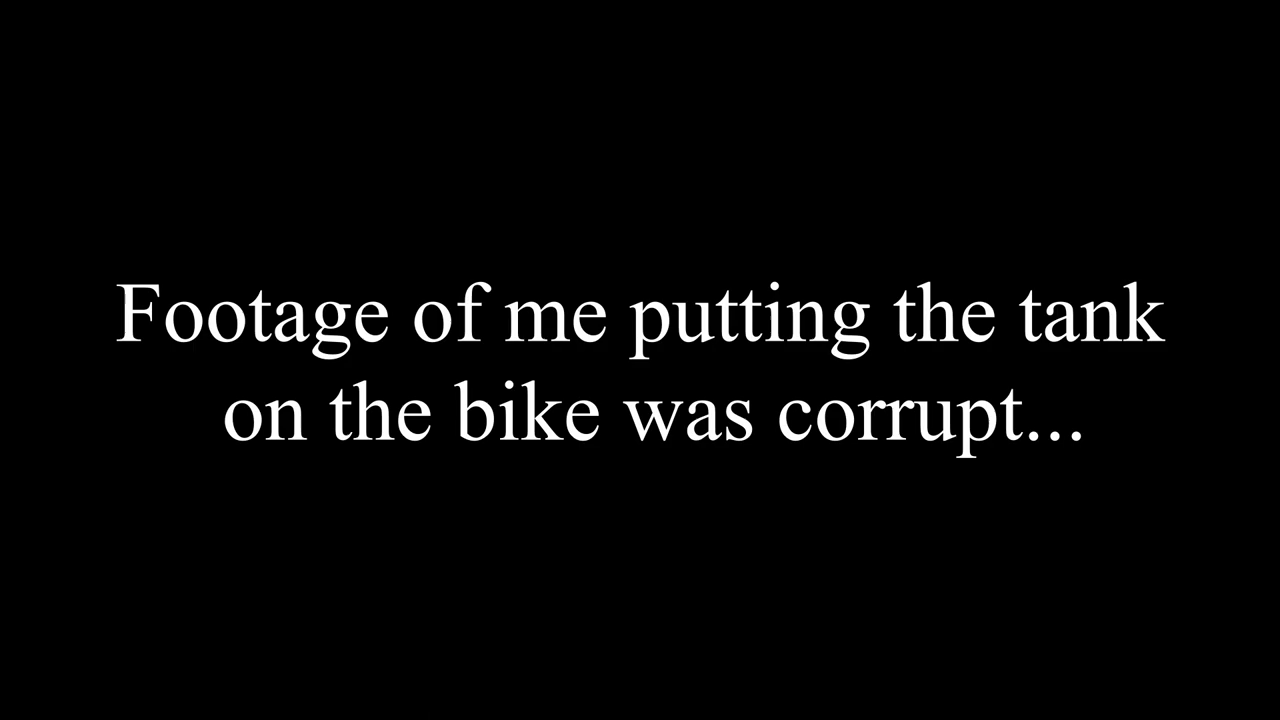 Footage of me putting the tank
on the bike was corrupt...